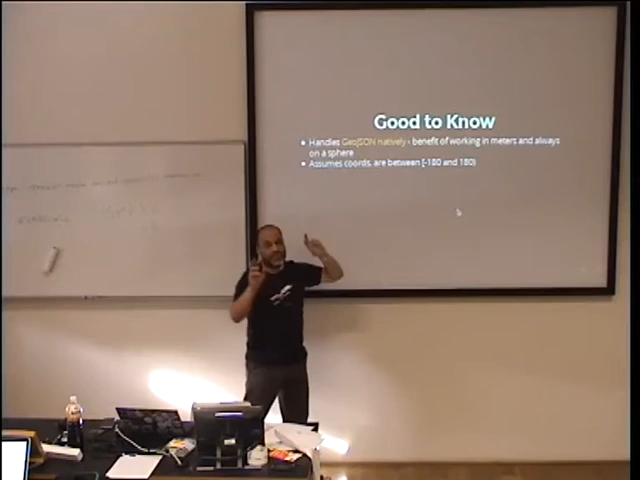 Good to Know
• Handles GeoJSON natively - benefit of working in meters and always
on a sphere
• Assumes coords. are between [-180 and 180)